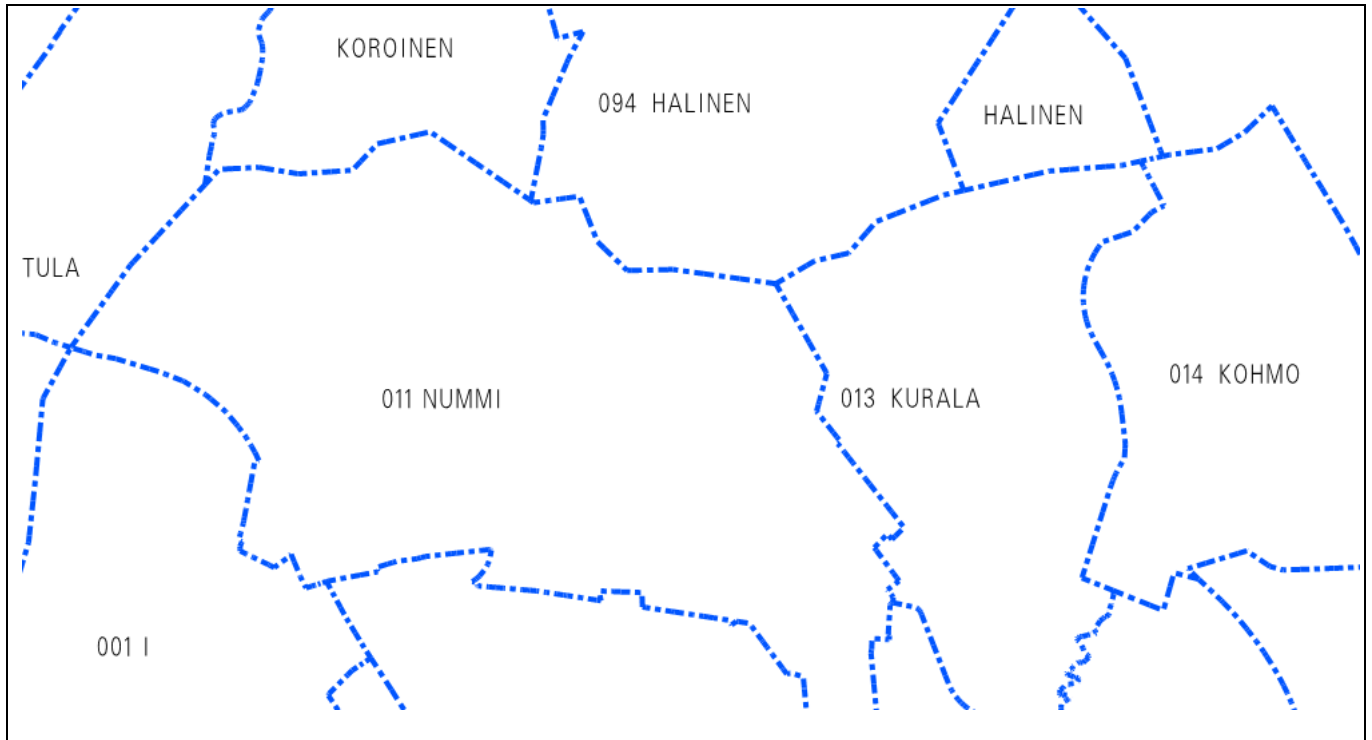 KOROINEN
094 HALINEN
HALINEN
TULA
011 NUMMI
013 KURALA
014 KOHMO
001 I